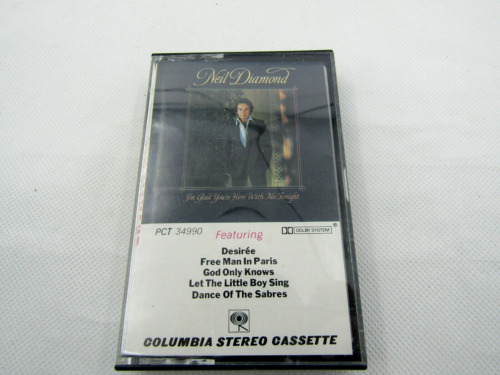 Neil Diamond
I'm Glad You're Here With Me Tonight
PCT 34990 Featuring DOLBY SYSTEM ®
Desirée
Free Man In Paris
God Only Knows
Let The Little Boy Sing
Dance Of The Sabres
COLUMBIA STEREO CASSETTE